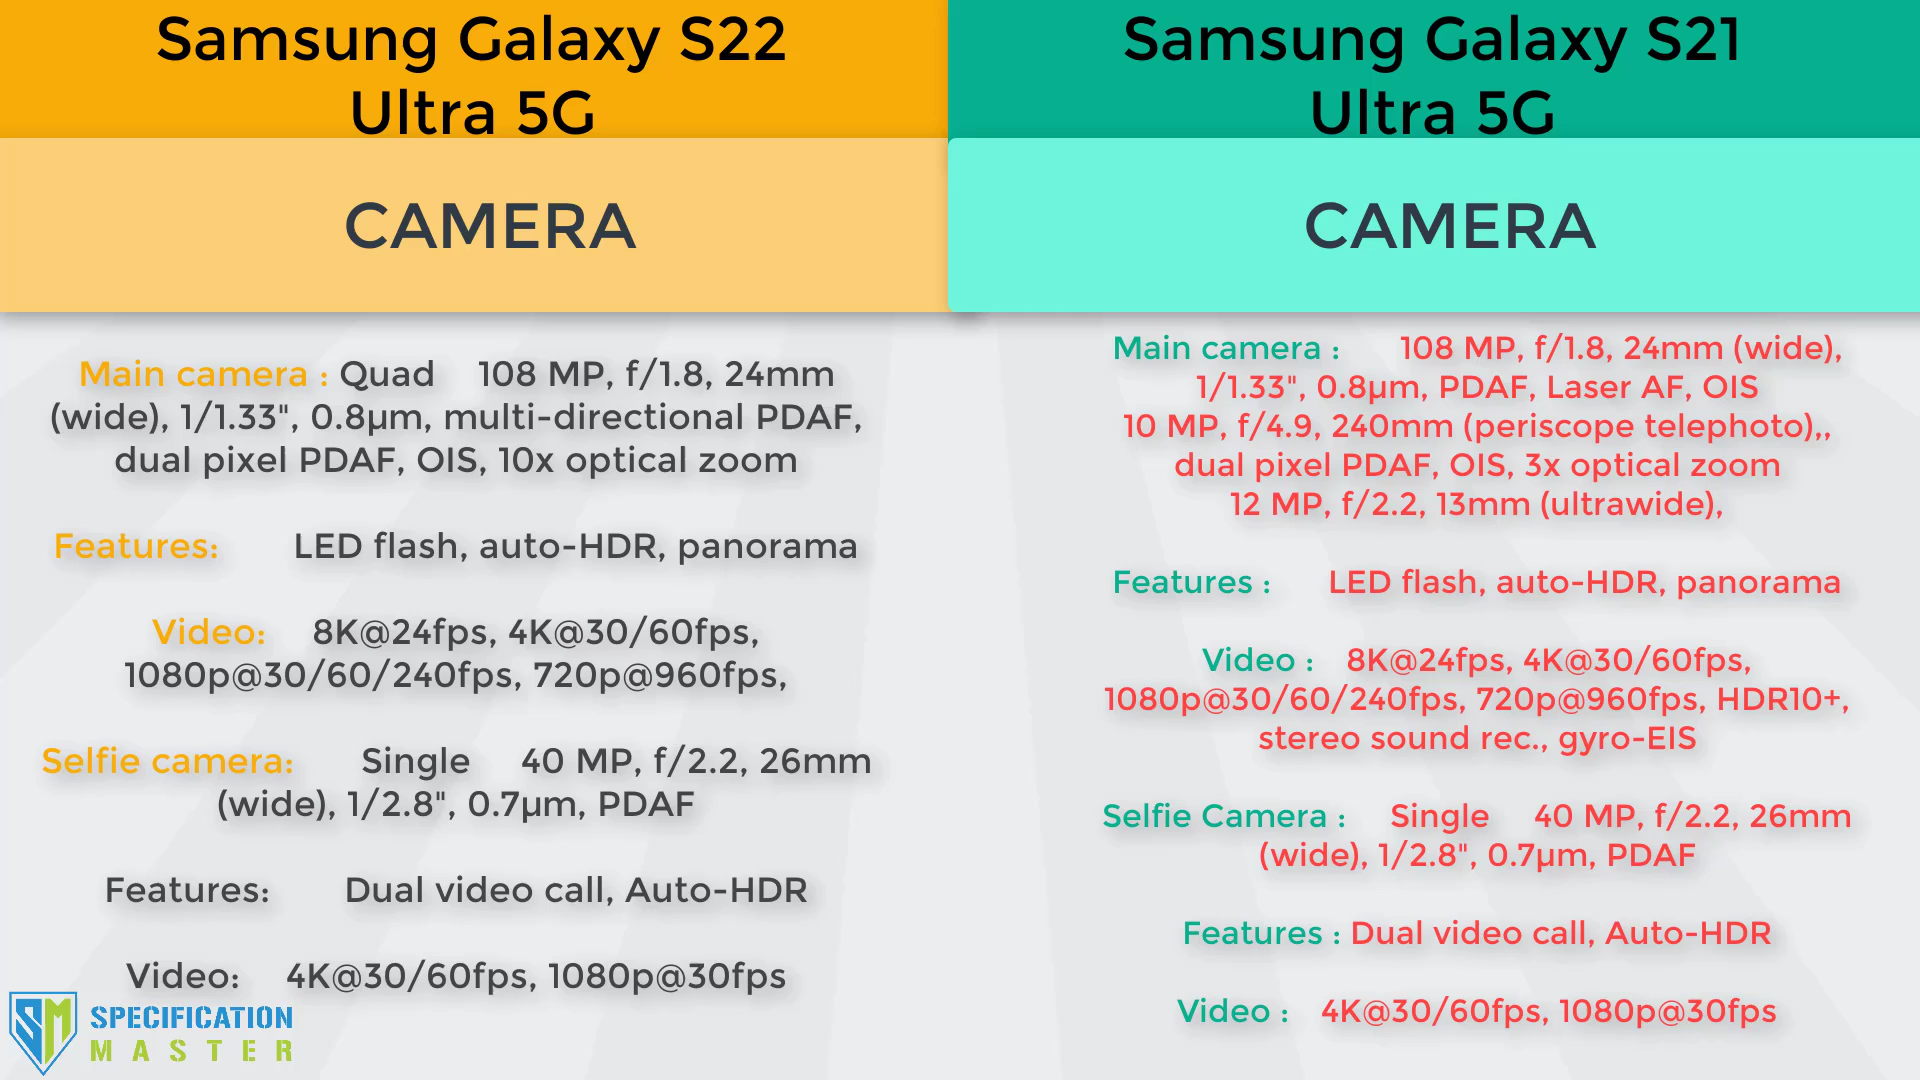 Samsung Galaxy S22
Ultra 5G
CAMERA
Main camera : Quad 108 MP, f/1.8, 24mm
(wide), 1/1.33", 0.8µm, multi-directional PDAF,
dual pixel PDAF, OIS, 10x optical zoom
Features: LED flash, auto-HDR, panorama
Video: 8K@24fps, 4K@30/60fps,
1080p@30/60/240fps, 720p@960fps,
Selfie camera: Single 40 MP, f/2.2, 26mm
(wide), 1/2.8", 0.7µm, PDAF
Features: Dual video call, Auto-HDR
Video: 4K@30/60fps, 1080p@30fps
SM
SPECIFICATION
MASTER
Samsung Galaxy S21
Ultra 5G
CAMERA
Main camera : 108 MP, f/1.8, 24mm (wide),
1/1.33", 0.8µm, PDAF, Laser AF, OIS
10 MP, f/4.9, 240mm (periscope telephoto),,
dual pixel PDAF, OIS, 3x optical zoom
12 MP, f/2.2, 13mm (ultrawide),
Features : LED flash, auto-HDR, panorama
Video : 8K@24fps, 4K@30/60fps,
1080p@30/60/240fps, 720p@960fps, HDR10+,
stereo sound rec., gyro-EIS
Selfie Camera : Single 40 MP, f/2.2, 26mm
(wide), 1/2.8", 0.7µm, PDAF
Features : Dual video call, Auto-HDR
Video : 4K@30/60fps, 1080p@30fps